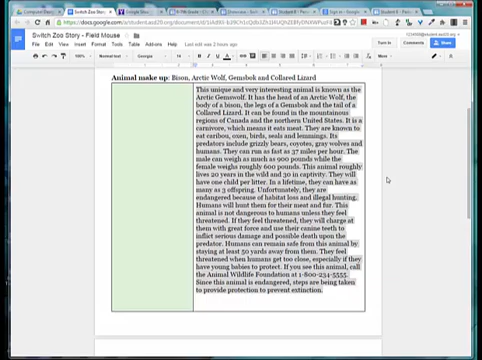 Switch Zoo Story - Field Mouse
File Edit View Insert Format Tools Table Add-ons Help
Last edit was 2 hours ago
Comments
Share
Animal make up: Bison, Arctic Wolf, Gemsbok and Collared Lizard
This unique and very interesting animal is known as the
Arctic Gemswolf. It has the head of an Arctic Wolf, the
body of a bison, the legs of a Gemsbok and the tail of a
Collared Lizard. It can be found in the mountainous
regions of Canada and the northern United States. It is a
carnivore, which means it eats meat. They are known to
eat caribou, oxen, birds, seals and lemmings. Its
predators include grizzly bears, coyotes, gray wolves and
humans. They can run as fast as 37 miles per hour. The
male can weigh as much as 900 pounds while the
female weighs roughly 600 pounds. This animal roughly
lives 20 years in the wild and 30 in captivity. They will
have one child per litter. In a lifetime, they can have as
many as 3 offspring. Unfortunately, they are
endangered because of habitat loss and illegal hunting.
Humans will hunt them for their meat and fur. This
animal is not dangerous to humans unless they feel
threatened. If they feel threatened, they will charge at
them with great force and use their canine teeth to
inflict serious damage and possible death upon the
predator. Humans can remain safe from this animal by
staying at least 50 yards away from them. They feel
threatened when humans get too close, especially if they
have young babies to protect. If you see this animal, call
the Animal Wildlife Foundation at 1-800-234-5555.
Since this animal is endangered, steps are being taken
to provide protection to prevent extinction.